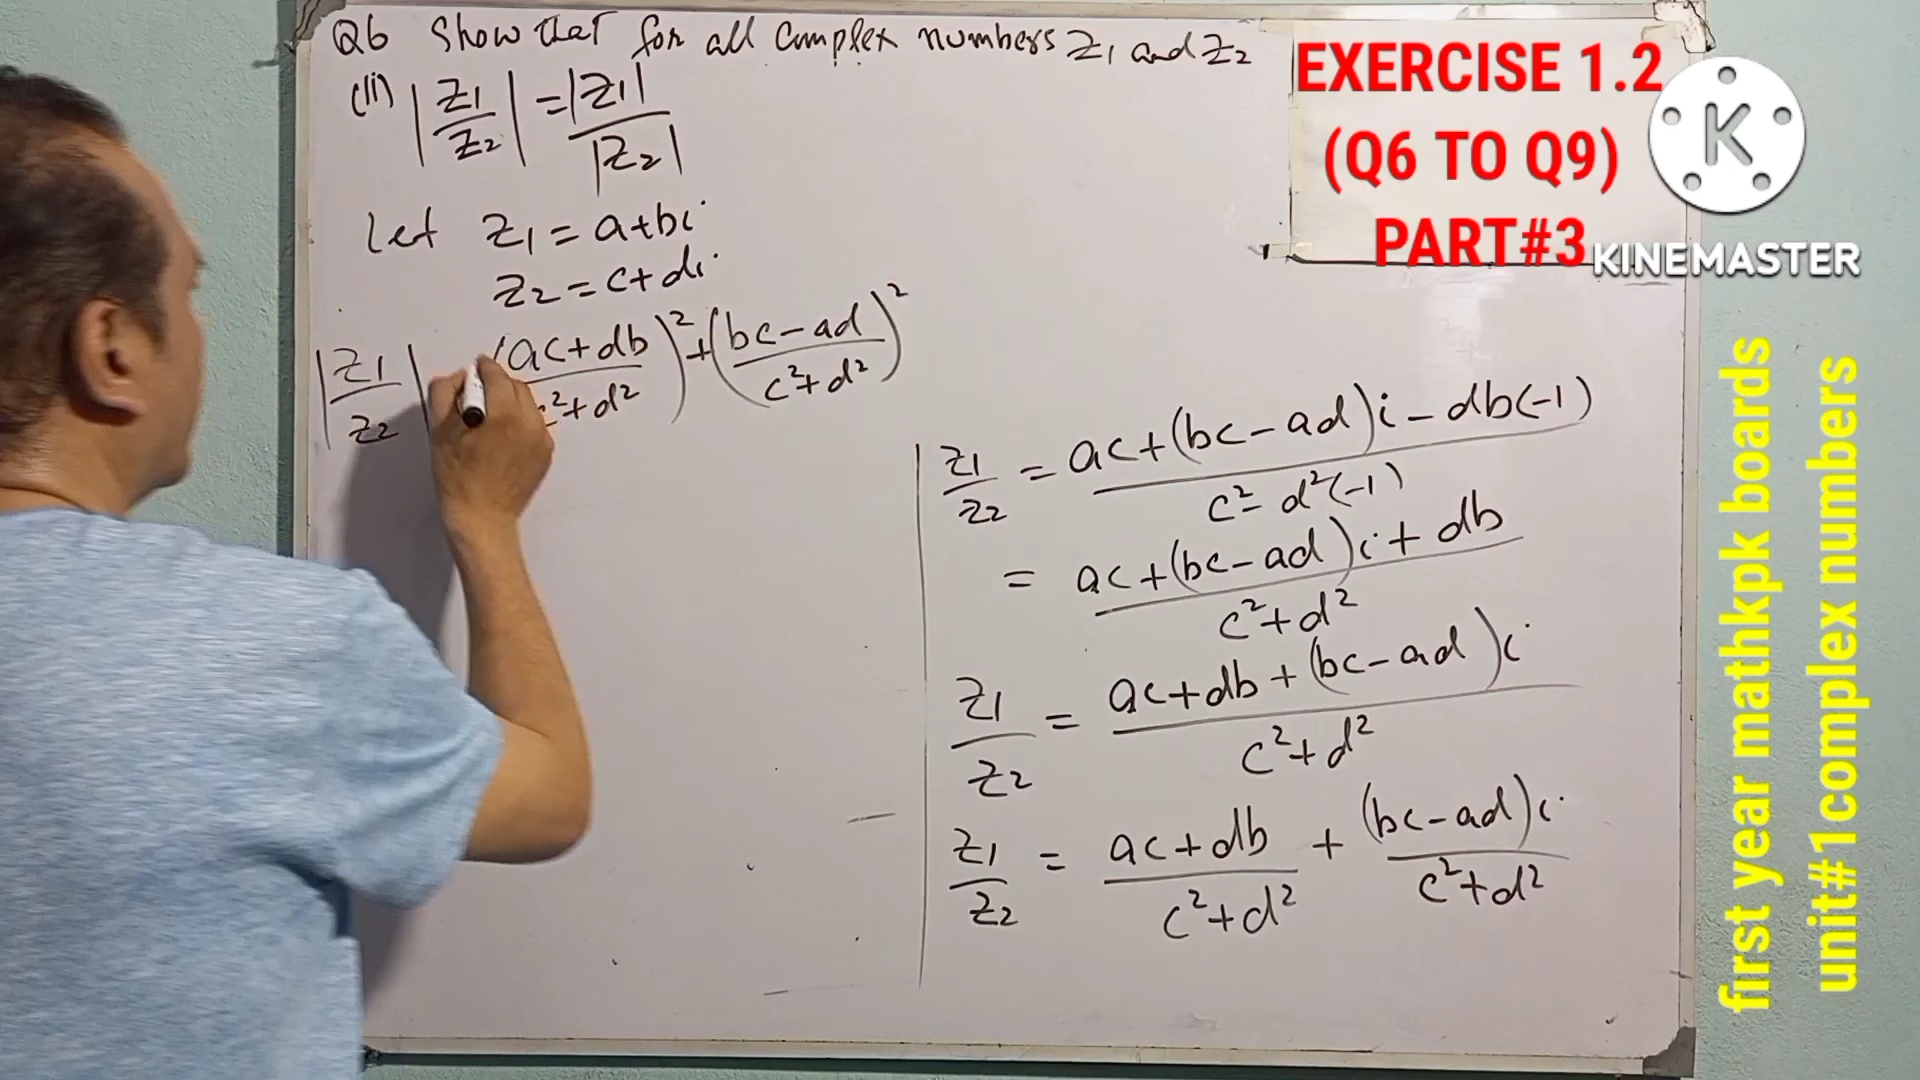 Q6 Show that for all complex numbers Z1 and Z2
(ii) |Z1/Z2| = |Z1|/|Z2|
Let Z1 = a+bi
Z2 = c+di
|Z1/Z2| (ac+db/c²+d²)² + (bc-ad/c²+d²)²
Z1/Z2 = ac+(bc-ad)i-db(-1)/c²-d²(-1)
= ac+(bc-ad)i+db/c²+d²
Z1/Z2 = ac+db+(bc-ad)i/c²+d²
Z1/Z2 = ac+db/c²+d² + (bc-ad)i/c²+d²
EXERCISE 1.2
(Q6 TO Q9)
PART#3
K
KINEMASTER
first year mathkpk boards
unit#1complex numbers